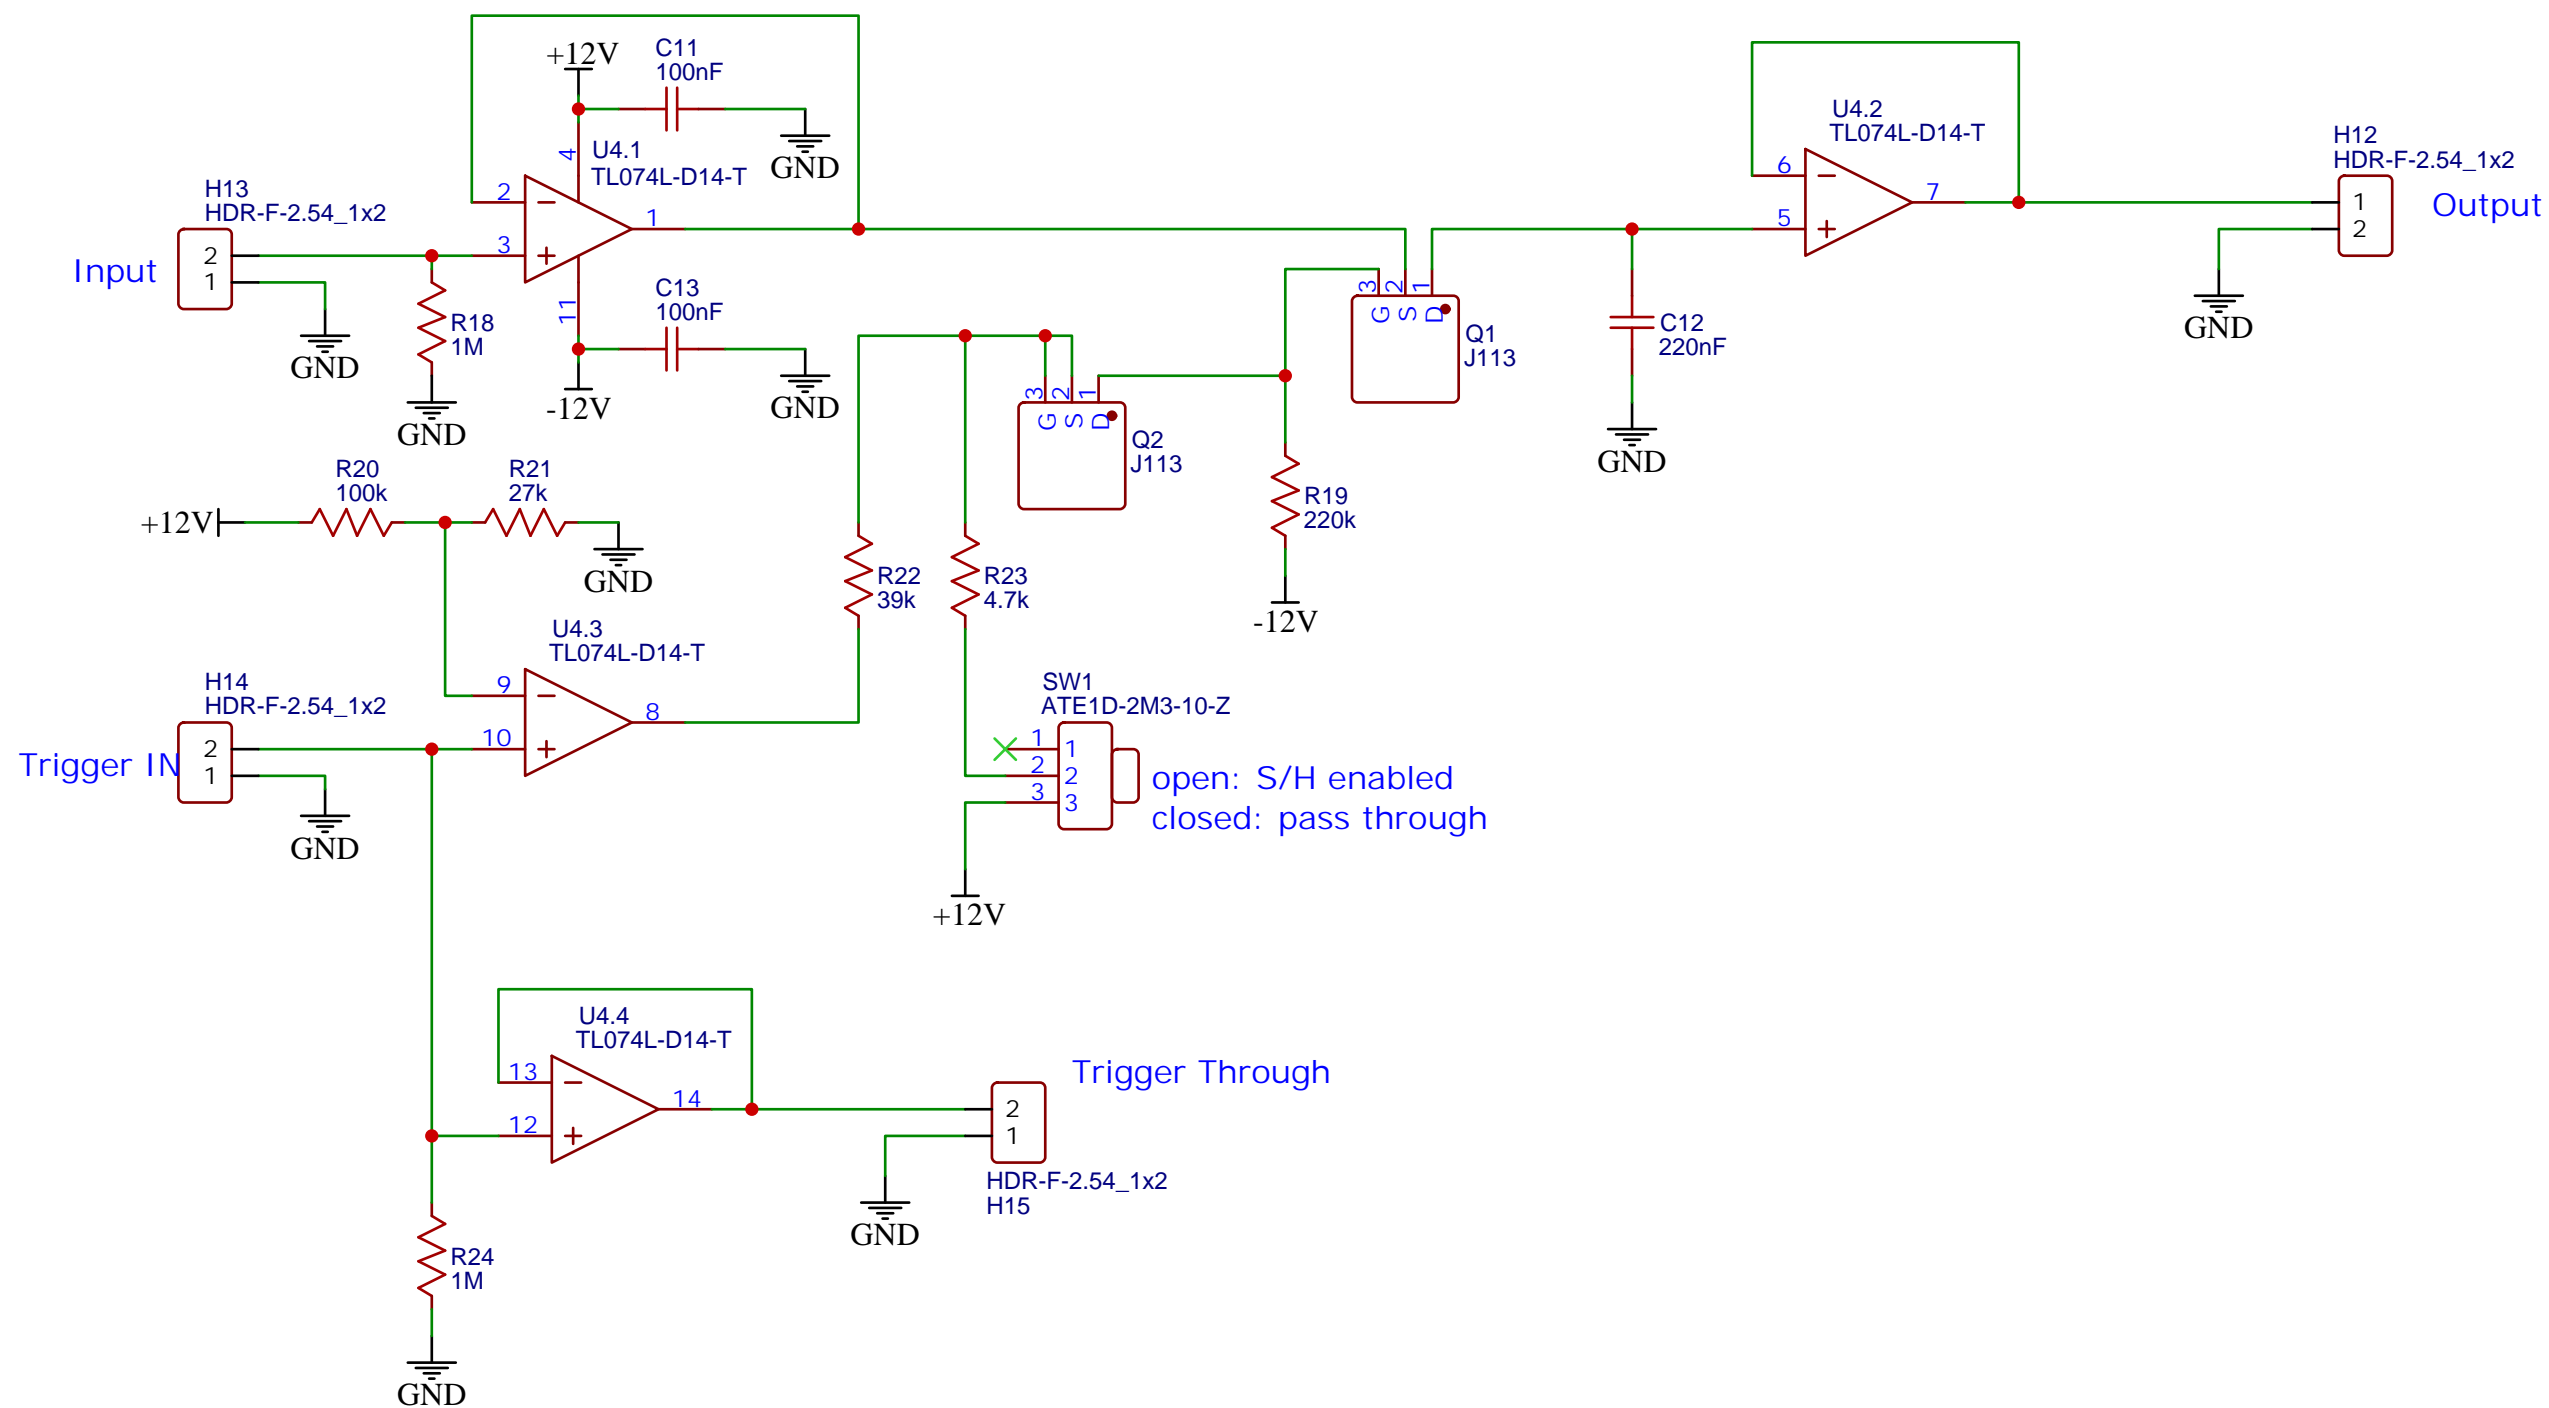 +12V
C11
100nF
GND
4
U4.1
TL074L-D14-T
H13
HDR-F-2.54_1x2
2
1
Input
2
3
1
11
GND
R18
1M
GND
C13
100nF
GND
-12V
U4.2
TL074L-D14-T
6
5
7
H12
HDR-F-2.54_1x2
1
2
Output
GND
3
2
1
G
S
D
Q1
J113
C12
220nF
GND
3
2
1
G
S
D
Q2
J113
R19
220k
-12V
R20
100k
R21
27k
+12V
GND
R22
39k
R23
4.7k
U4.3
TL074L-D14-T
9
10
8
H14
HDR-F-2.54_1x2
2
1
Trigger IN
GND
SW1
ATE1D-2M3-10-Z
1 1
2 2
3 3
open: S/H enabled
closed: pass through
+12V
U4.4
TL074L-D14-T
13
12
14
Trigger Through
2
1
HDR-F-2.54_1x2
H15
GND
R24
1M
GND